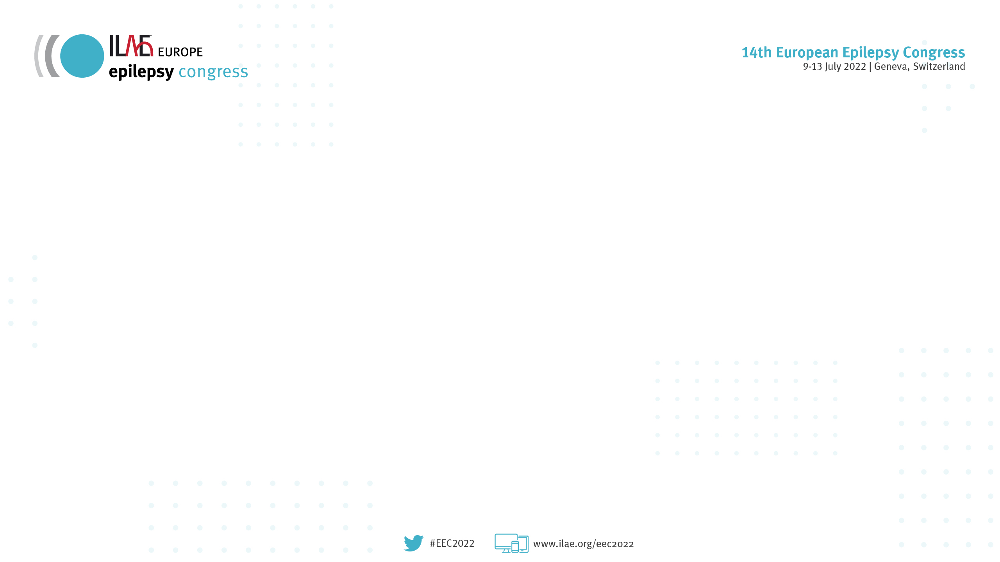 ILAE EUROPE
epilepsy congress
14th European Epilepsy Congress
9-13 July 2022 | Geneva, Switzerland
#EEC2022
www.ilae.org/eec2022